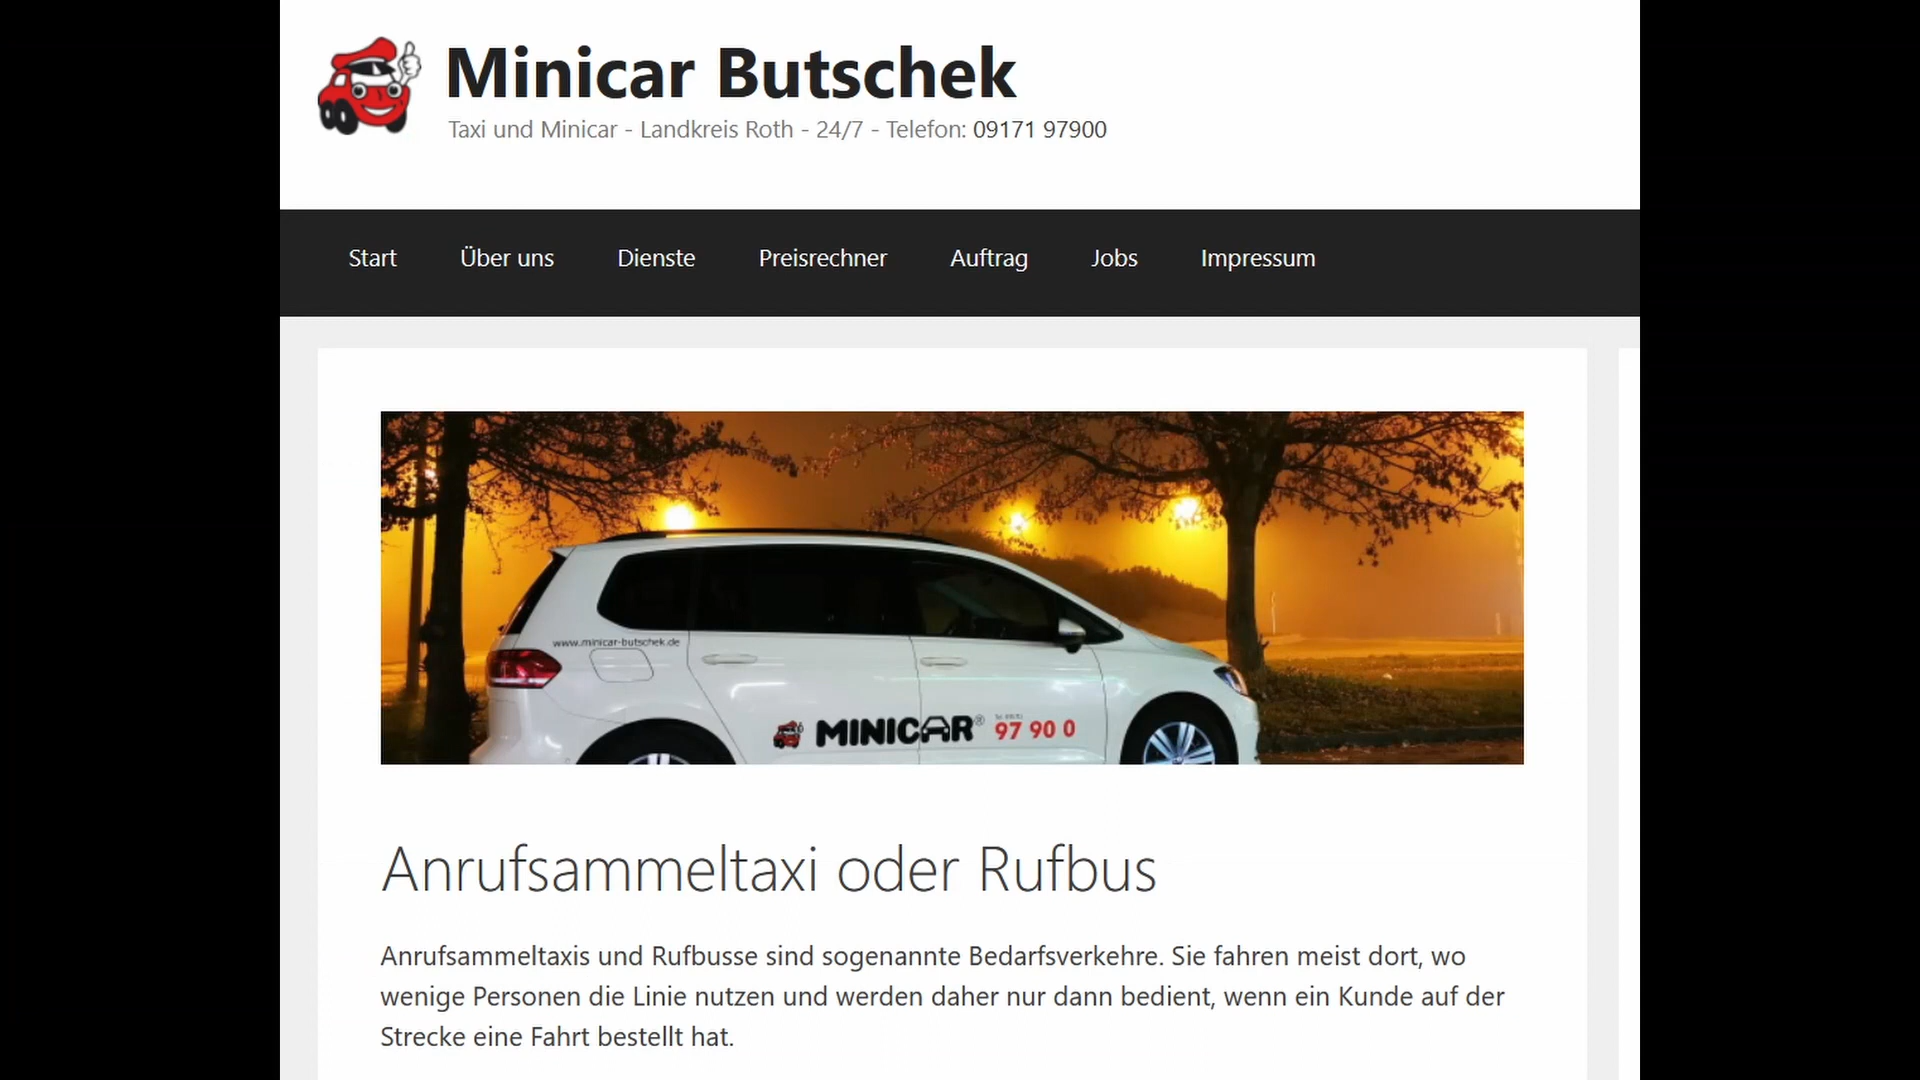 Minicar Butschek
Taxi und Minicar - Landkreis Roth - 24/7 - Telefon: 09171 97900
Start Über uns Dienste Preisrechner Auftrag Jobs Impressum
www.minicar-butschek.de
MINICAR® 97 90 0
Anrufsammeltaxi oder Rufbus
Anrufsammeltaxis und Rufbusse sind sogenannte Bedarfsverkehre. Sie fahren meist dort, wo
wenige Personen die Linie nutzen und werden daher nur dann bedient, wenn ein Kunde auf der
Strecke eine Fahrt bestellt hat.